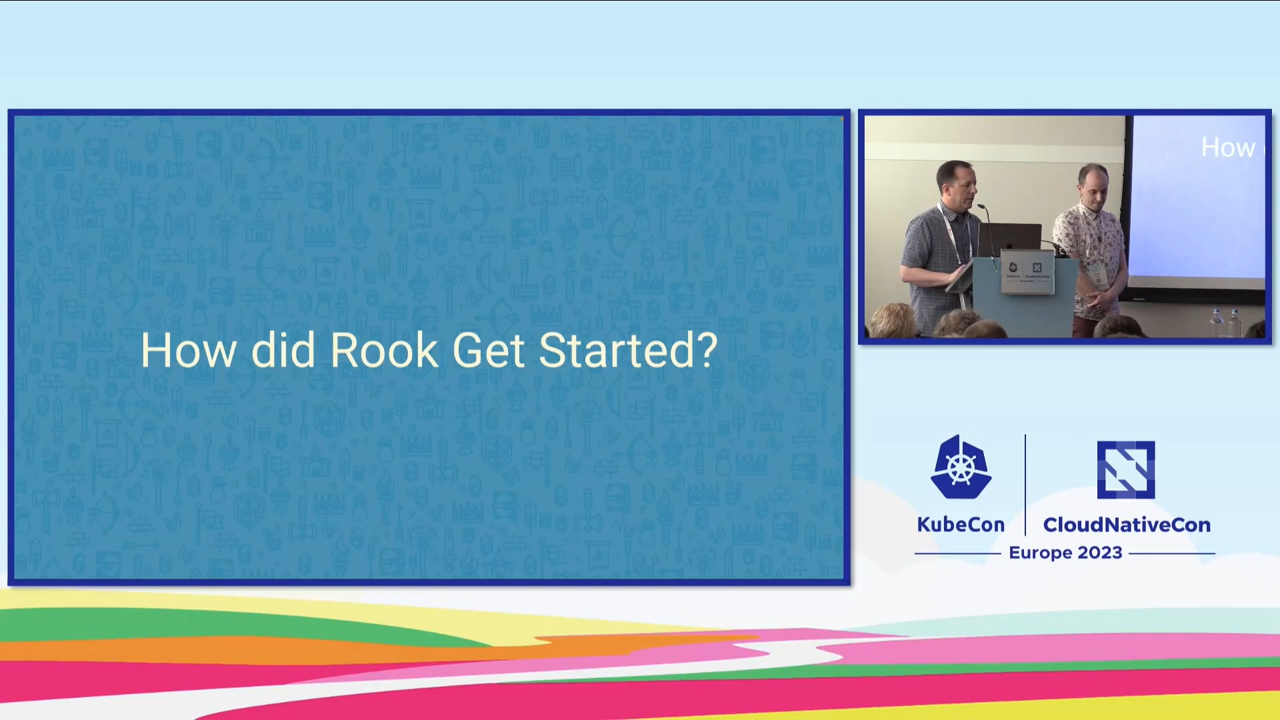 How did Rook Get Started?
How
KubeCon
CloudNativeCon
Europe 2023